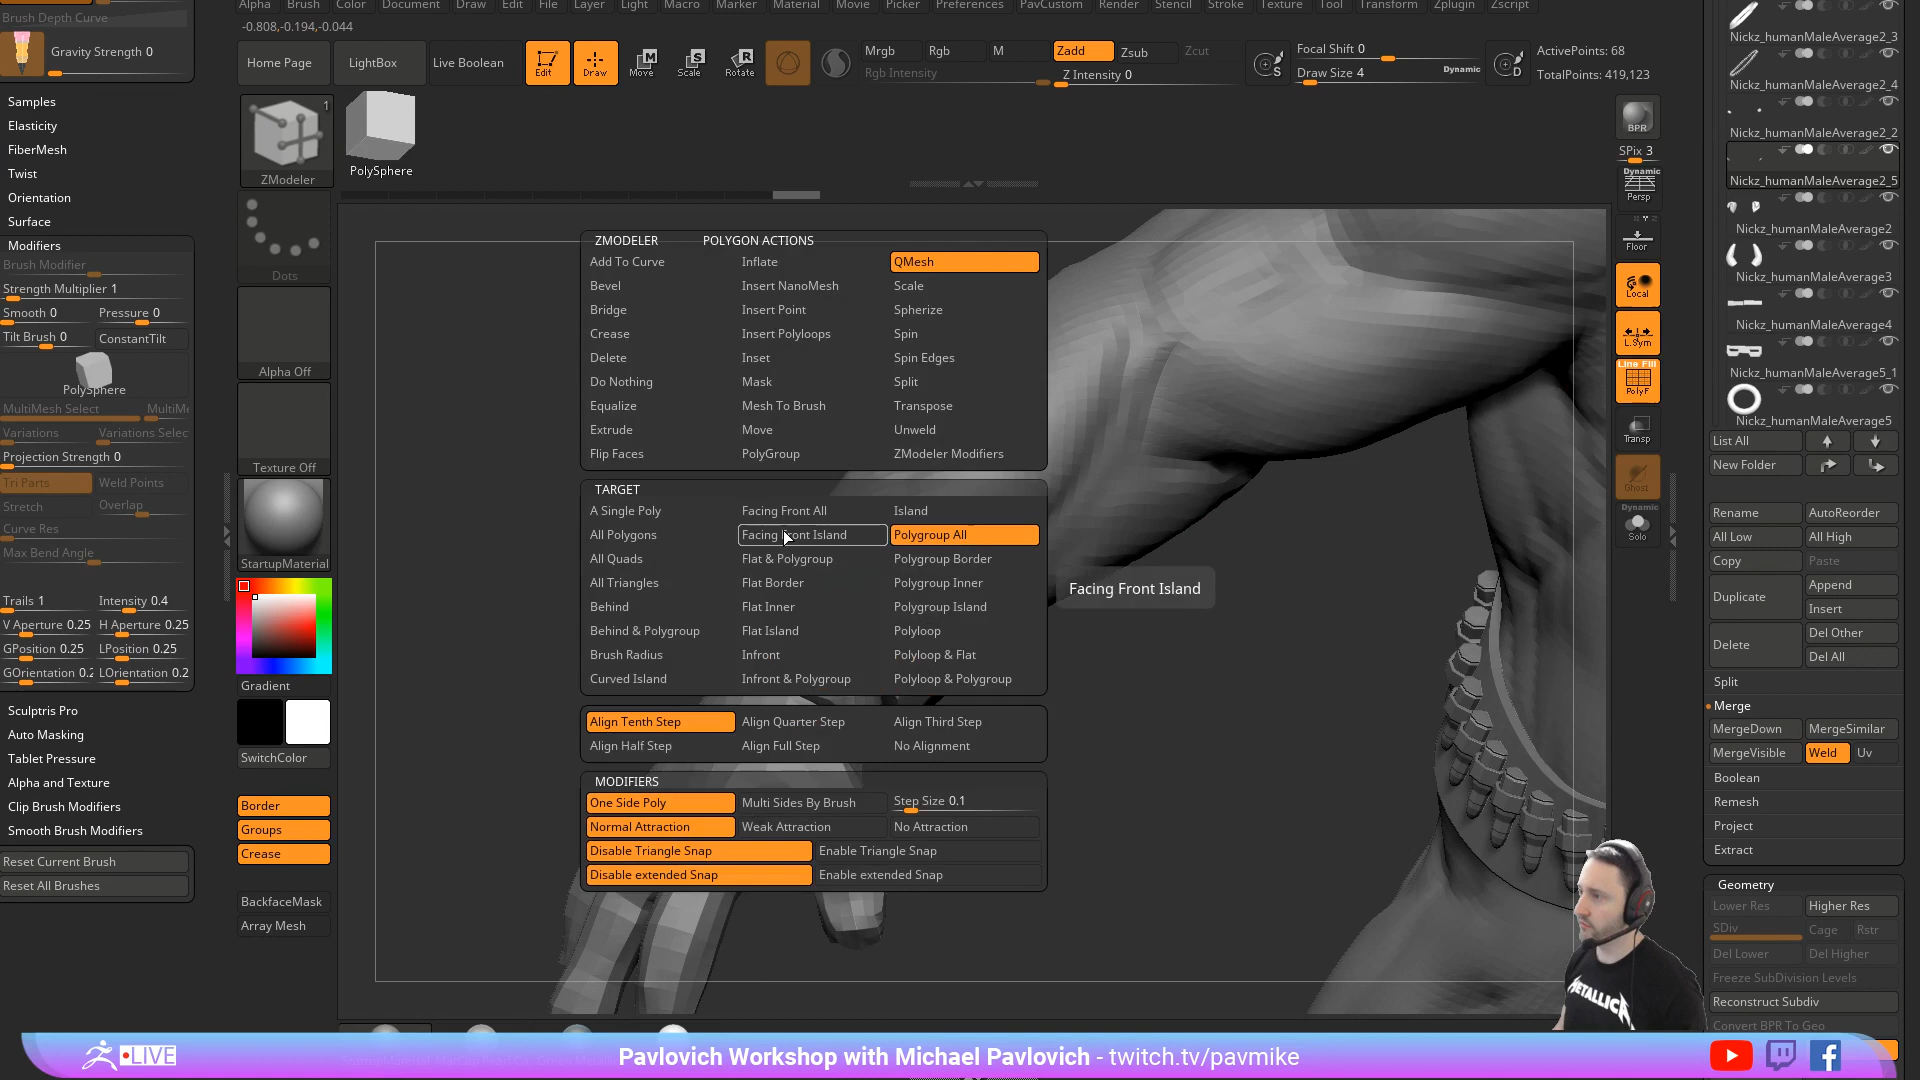 Alpha Brush Color Document Draw Edit File Layer Light Macro Marker Material Movie Picker Preferences PavCustom Render Stencil Stroke Texture Tool Transform Zplugin Zscript
-0.808,-0.194,-0.044
Brush Depth Curve
Gravity Strength 0
Samples
Elasticity
FiberMesh
Twist
Orientation
Surface
Modifiers
Brush Modifier
Strength Multiplier 1
Smooth 0 Pressure 0
Tilt Brush 0 ConstantTilt
PolySphere
MultiMesh Select
Variations Variations Selec
Projection Strength 0
Tri Parts Weld Points
Stretch Overlap
Curve Res
Max Bend Angle
Trails 1 Intensity 0.4
V Aperture 0.25 H Aperture 0.25
GPosition 0.25 LPosition 0.25
GOrientation 0.2 LOrientation 0.2
Sculptris Pro
Auto Masking
Tablet Pressure
Alpha and Texture
Clip Brush Modifiers
Smooth Brush Modifiers
Reset Current Brush
Reset All Brushes
Home Page LightBox Live Boolean Edit Draw Move Scale Rotate
Mrgb Rgb M Zadd Zsub Zcut
Rgb Intensity Z Intensity 0
Focal Shift 0
Draw Size 4 Dynamic
ActivePoints: 68
TotalPoints: 419,123
1
ZModeler
PolySphere
Dots
Alpha Off
Texture Off
StartupMaterial
Gradient
SwitchColor
Border
Groups
Crease
BackfaceMask
Array Mesh
ZMODELER POLYGON ACTIONS
Add To Curve Inflate QMesh
Bevel Insert NanoMesh Scale
Bridge Insert Point Spherize
Crease Insert Polyloops Spin
Delete Inset Spin Edges
Do Nothing Mask Split
Equalize Mesh To Brush Transpose
Extrude Move Unweld
Flip Faces PolyGroup ZModeler Modifiers
TARGET
A Single Poly Facing Front All Island
All Polygons Facing Front Island Polygroup All
All Quads Flat & Polygroup Polygroup Border
All Triangles Flat Border Polygroup Inner
Behind Flat Inner Polygroup Island
Behind & Polygroup Flat Island Polyloop
Brush Radius Infront Polyloop & Flat
Curved Island Infront & Polygroup Polyloop & Polygroup
Align Tenth Step Align Quarter Step Align Third Step
Align Half Step Align Full Step No Alignment
MODIFIERS
One Side Poly Multi Sides By Brush Step Size 0.1
Normal Attraction Weak Attraction No Attraction
Disable Triangle Snap Enable Triangle Snap
Disable extended Snap Enable extended Snap
Facing Front Island
BPR
SPix 3
Dynamic
Persp
Floor
Local
L.Sym
Line Fill
PolyF
Transp
Ghost
Dynamic
Solo
Nickz_humanMaleAverage2_3
Nickz_humanMaleAverage2_4
Nickz_humanMaleAverage2_2
Nickz_humanMaleAverage2_5
Nickz_humanMaleAverage2
Nickz_humanMaleAverage3
Nickz_humanMaleAverage4
Nickz_humanMaleAverage5_1
Nickz_humanMaleAverage5
List All
New Folder
Rename AutoReorder
All Low All High
Copy Paste
Duplicate Append
Insert
Delete Del Other
Del All
Split
Merge
MergeDown MergeSimilar
MergeVisible Weld Uv
Boolean
Remesh
Project
Extract
Geometry
Lower Res Higher Res
SDiv Cage Rstr
Del Lower Del Higher
Freeze SubDivision Levels
Reconstruct Subdiv
Convert BPR To Geo
METALLICA
LIVE
Pavlovich Workshop with Michael Pavlovich - twitch.tv/pavmike